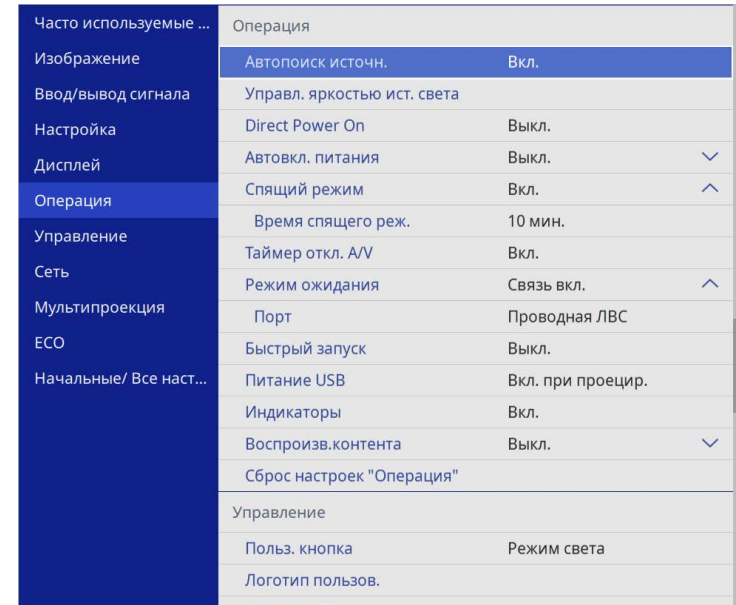 Часто используемые ...
Изображение
Ввод/вывод сигнала
Настройка
Дисплей
Операция
Управление
Сеть
Мультипроекция
ECO
Начальные/ Все наст...
Операция
Автопоиск источн. Вкл.
Управл. яркостью ист. света
Direct Power On Выкл.
Автовкл. питания Выкл.
Спящий режим Вкл.
Время спящего реж. 10 мин.
Таймер откл. A/V Вкл.
Режим ожидания Связь вкл.
Порт Проводная ЛВС
Быстрый запуск Выкл.
Питание USB Вкл. при проецир.
Индикаторы Вкл.
Воспроизв.контента Выкл.
Сброс настроек "Операция"
Управление
Польз. кнопка Режим света
Логотип пользов.